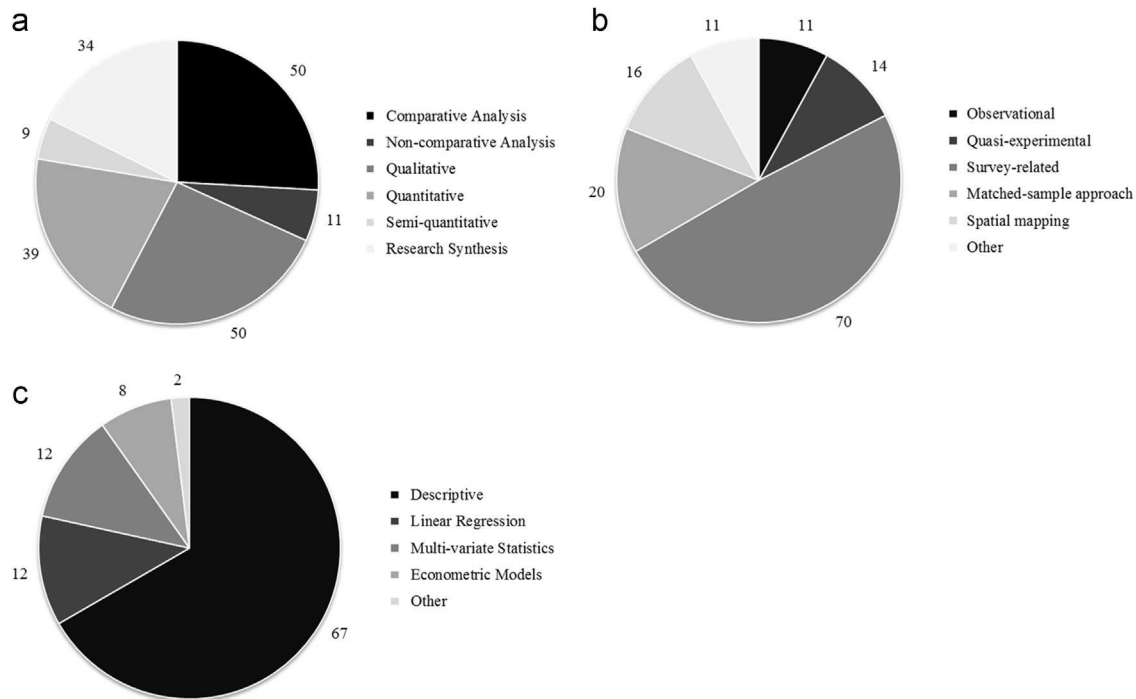 a
34
50
9
11
39
50
Comparative Analysis
Non-comparative Analysis
Qualitative
Quantitative
Semi-quantitative
Research Synthesis
b
11
11
16
14
20
70
Observational
Quasi-experimental
Survey-related
Matched-sample approach
Spatial mapping
Other
c
2
8
12
12
67
Descriptive
Linear Regression
Multi-variate Statistics
Econometric Models
Other